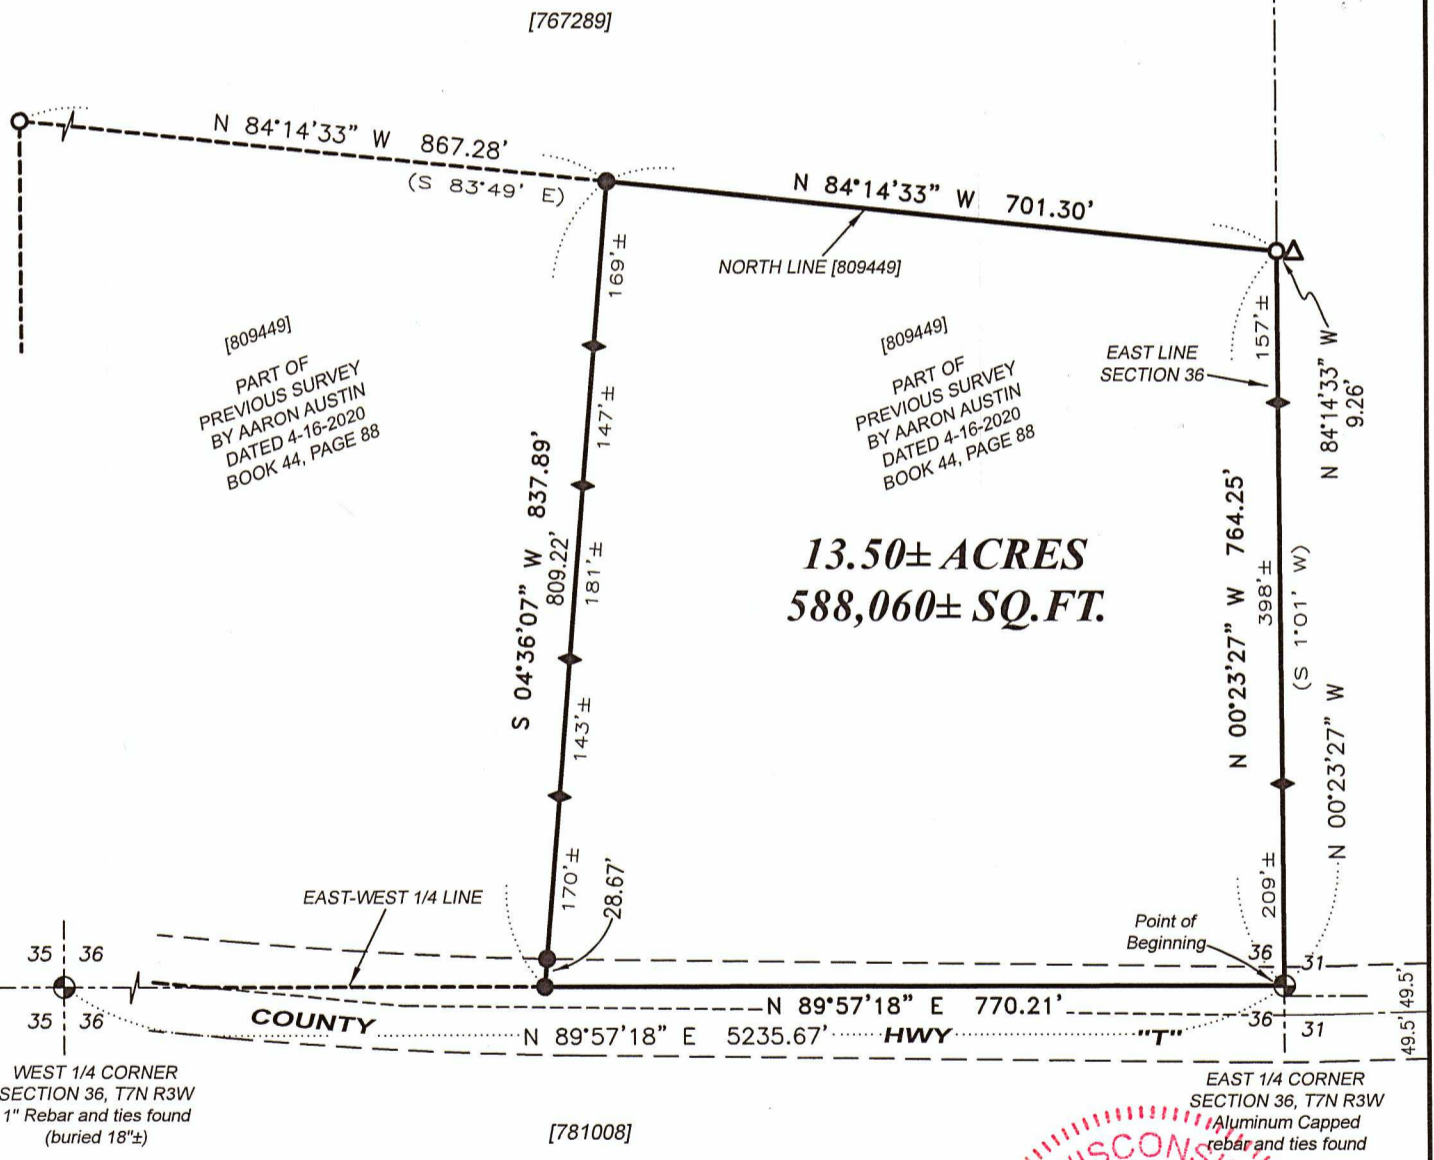 [767289]
N 84°14'33" W 867.28'
(S 83°49' E)
N 84°14'33" W 701.30'
NORTH LINE [809449]
169'±
157'±
N 84°14'33" W
9.26'
EAST LINE
SECTION 36
[809449]
PART OF
PREVIOUS SURVEY
BY AARON AUSTIN
DATED 4-16-2020
BOOK 44, PAGE 88
[809449]
PART OF
PREVIOUS SURVEY
BY AARON AUSTIN
DATED 4-16-2020
BOOK 44, PAGE 88
147'±
S 04°36'07" W 837.89'
809.22'
181'±
13.50± ACRES
588,060± SQ.FT.
N 00°23'27" W 764.25'
398'±
(S 1°01' W)
N 00°23'27" W
143'±
170'±
28.67'
209'±
EAST-WEST 1/4 LINE
Point of
Beginning
35 36
36 31
35 36
36 31
49.5'
49.5'
N 89°57'18" E 770.21'
COUNTY HWY "T"
N 89°57'18" E 5235.67'
WEST 1/4 CORNER
SECTION 36, T7N R3W
1" Rebar and ties found
(buried 18"±)
EAST 1/4 CORNER
SECTION 36, T7N R3W
Aluminum Capped
rebar and ties found
[781008]